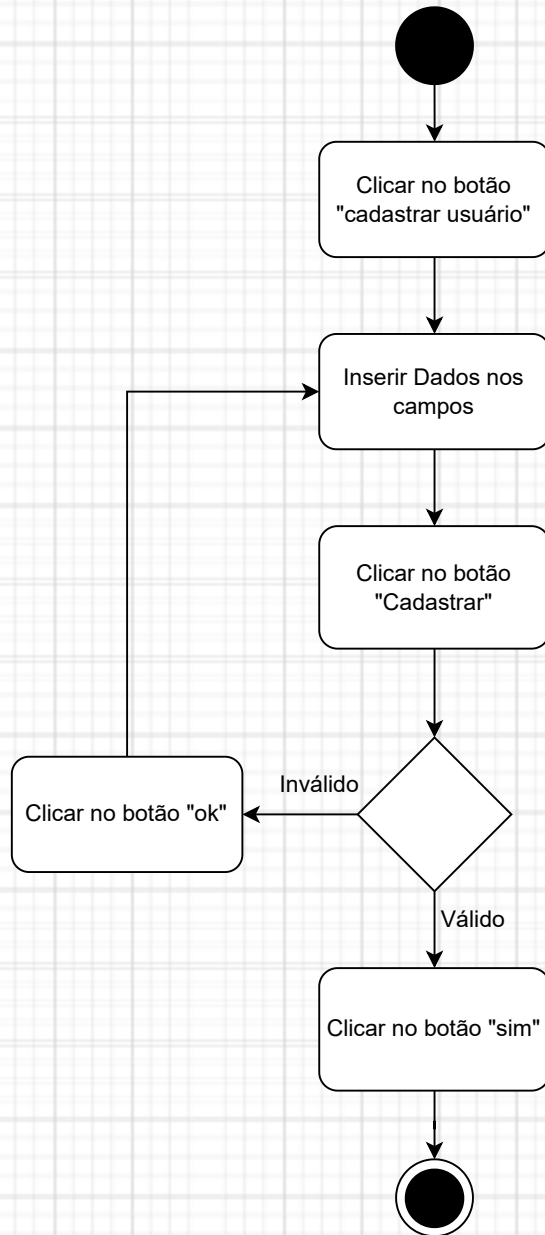 Clicar no botão
"cadastrar usuário"
Inserir Dados nos
campos
Clicar no botão
"Cadastrar"
Inválido
Clicar no botão "ok"
Válido
Clicar no botão "sim"